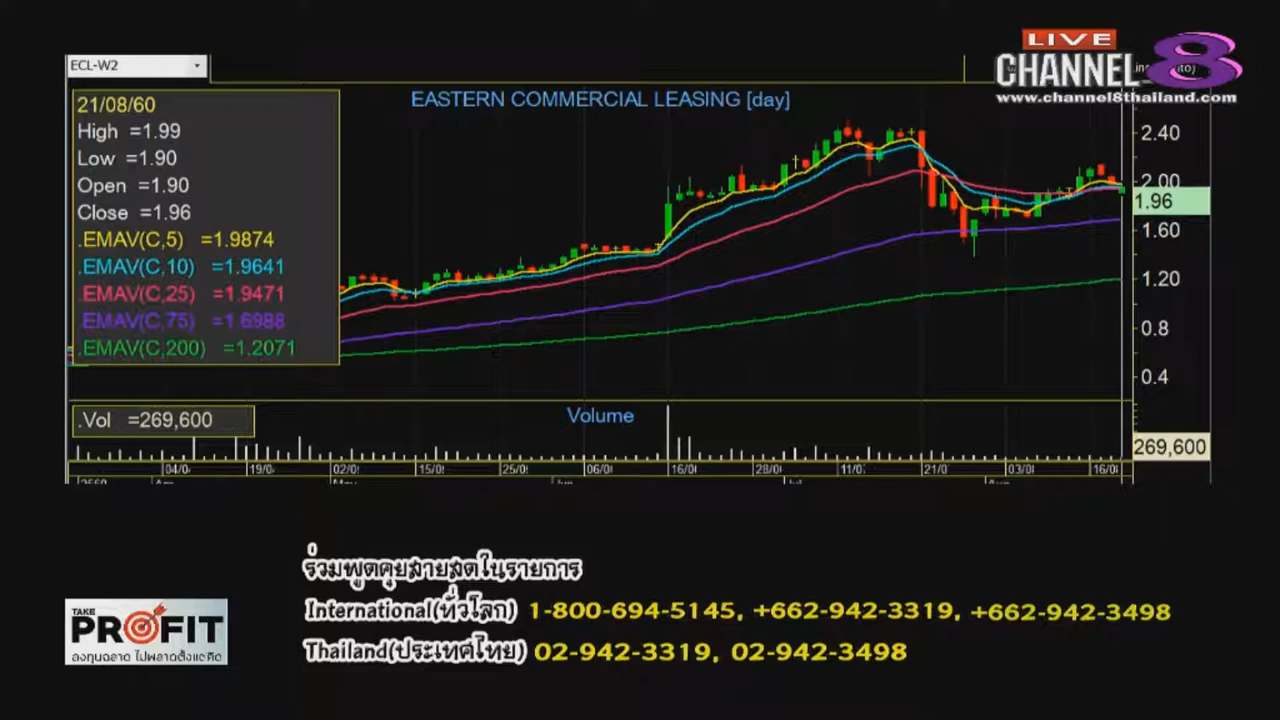 ECL-W2
LIVE
CHANNEL 8
www.channel8thailand.com
EASTERN COMMERCIAL LEASING [day]
21/08/60
High =1.99
Low =1.90
Open =1.90
Close =1.96
.EMAV(C,5) =1.9874
.EMAV(C,10) =1.9641
.EMAV(C,25) =1.9471
.EMAV(C,75) =1.6988
.EMAV(C,200) =1.2071
2.40
2.00
1.96
1.60
1.20
0.8
0.4
.Vol =269,600
Volume
269,600
04/0 19/0 02/0 15/0 25/0 06/0 16/0 28/0 11/0 21/0 03/0 16/0
ร่วมพูดคุยสายสดในรายการ
International(ทั่วโลก) 1-800-694-5145, +662-942-3319, +662-942-3498
Thailand(ประเทศไทย) 02-942-3319, 02-942-3498
TAKE
PROFIT
ลงทุนฉลาด ไม่พลาดตั้งแต่คิด